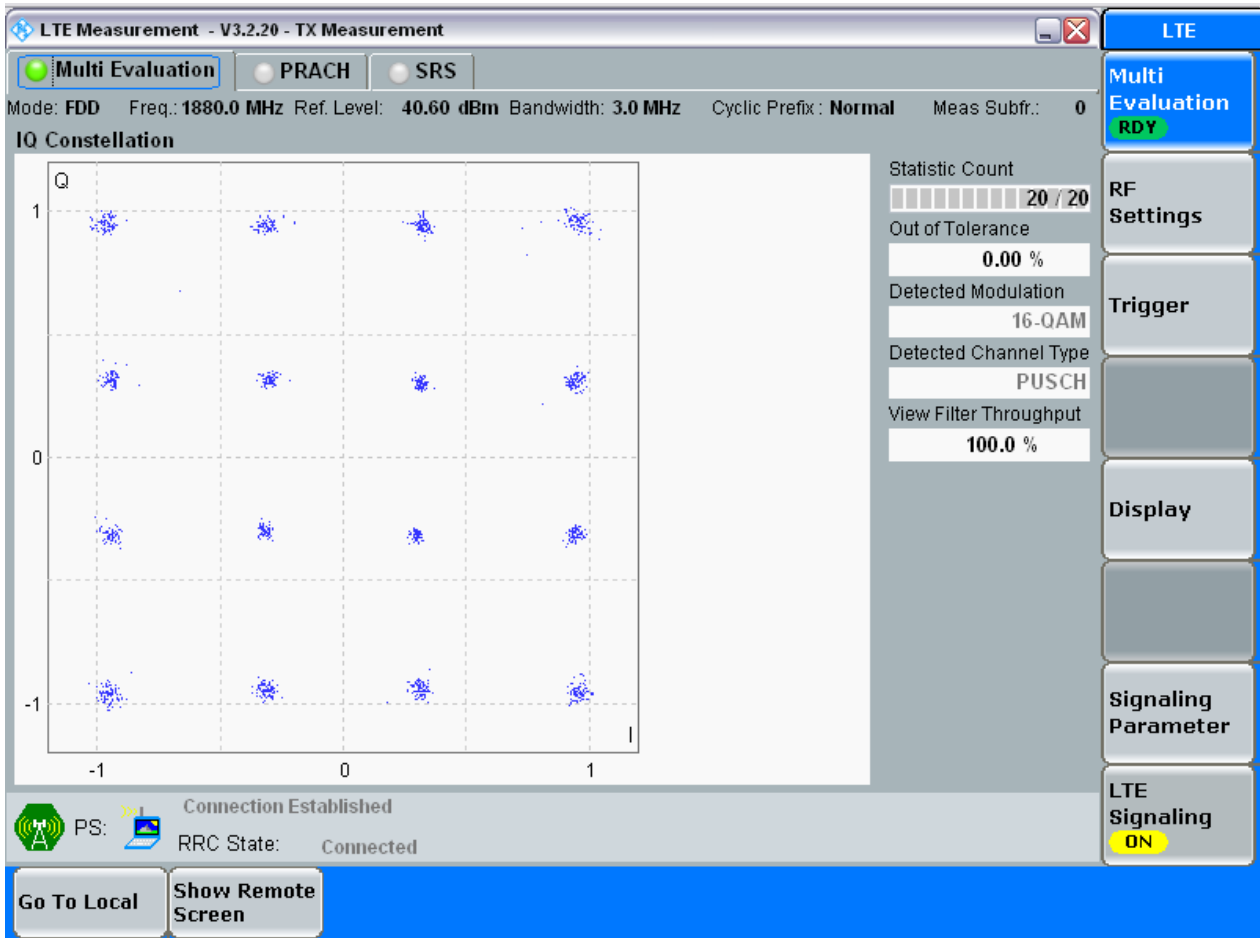 LTE Measurement - V3.2.20 - TX Measurement
LTE
Multi Evaluation PRACH SRS
Mode: FDD Freq.: 1880.0 MHz Ref. Level: 40.60 dBm Bandwidth: 3.0 MHz Cyclic Prefix : Normal Meas Subfr.: 0
IQ Constellation
Q
1
0
-1
I
-1 0 1
Statistic Count
20 / 20
Out of Tolerance
0.00 %
Detected Modulation
16-QAM
Detected Channel Type
PUSCH
View Filter Throughput
100.0 %
Multi
Evaluation
RDY
RF
Settings
Trigger
Display
Signaling
Parameter
LTE
Signaling
ON
PS:
Connection Established
RRC State: Connected
Go To Local
Show Remote
Screen